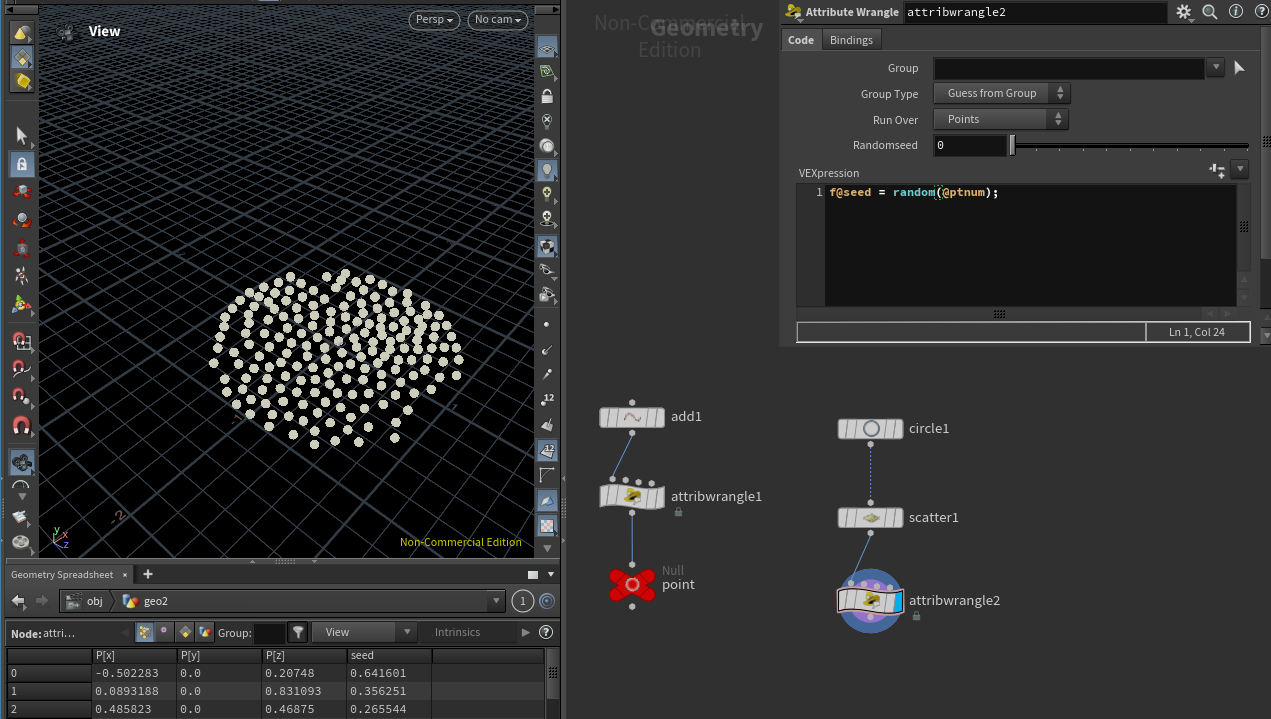 View
Persp
No cam
12
12
-2
y
x
z
Non-Commercial Edition
Geometry Spreadsheet
×
+
obj
geo2
1
Node: attri...
Group:
View
Intrinsics
?
P[x]
P[y]
P[z]
seed
0
-0.502283
0.0
0.20748
0.641601
1
0.0893188
0.0
0.831093
0.356251
2
0.485823
0.0
0.46875
0.265544
Non-Commercial
Edition
Geometry
add1
attribwrangle1
Null
point
circle1
scatter1
attribwrangle2
Attribute Wrangle
attribwrangle2
Code
Bindings
Group
Group Type
Guess from Group
Run Over
Points
Randomseed
0
VEXpression
1 f@seed = random(@ptnum);
Ln 1, Col 24